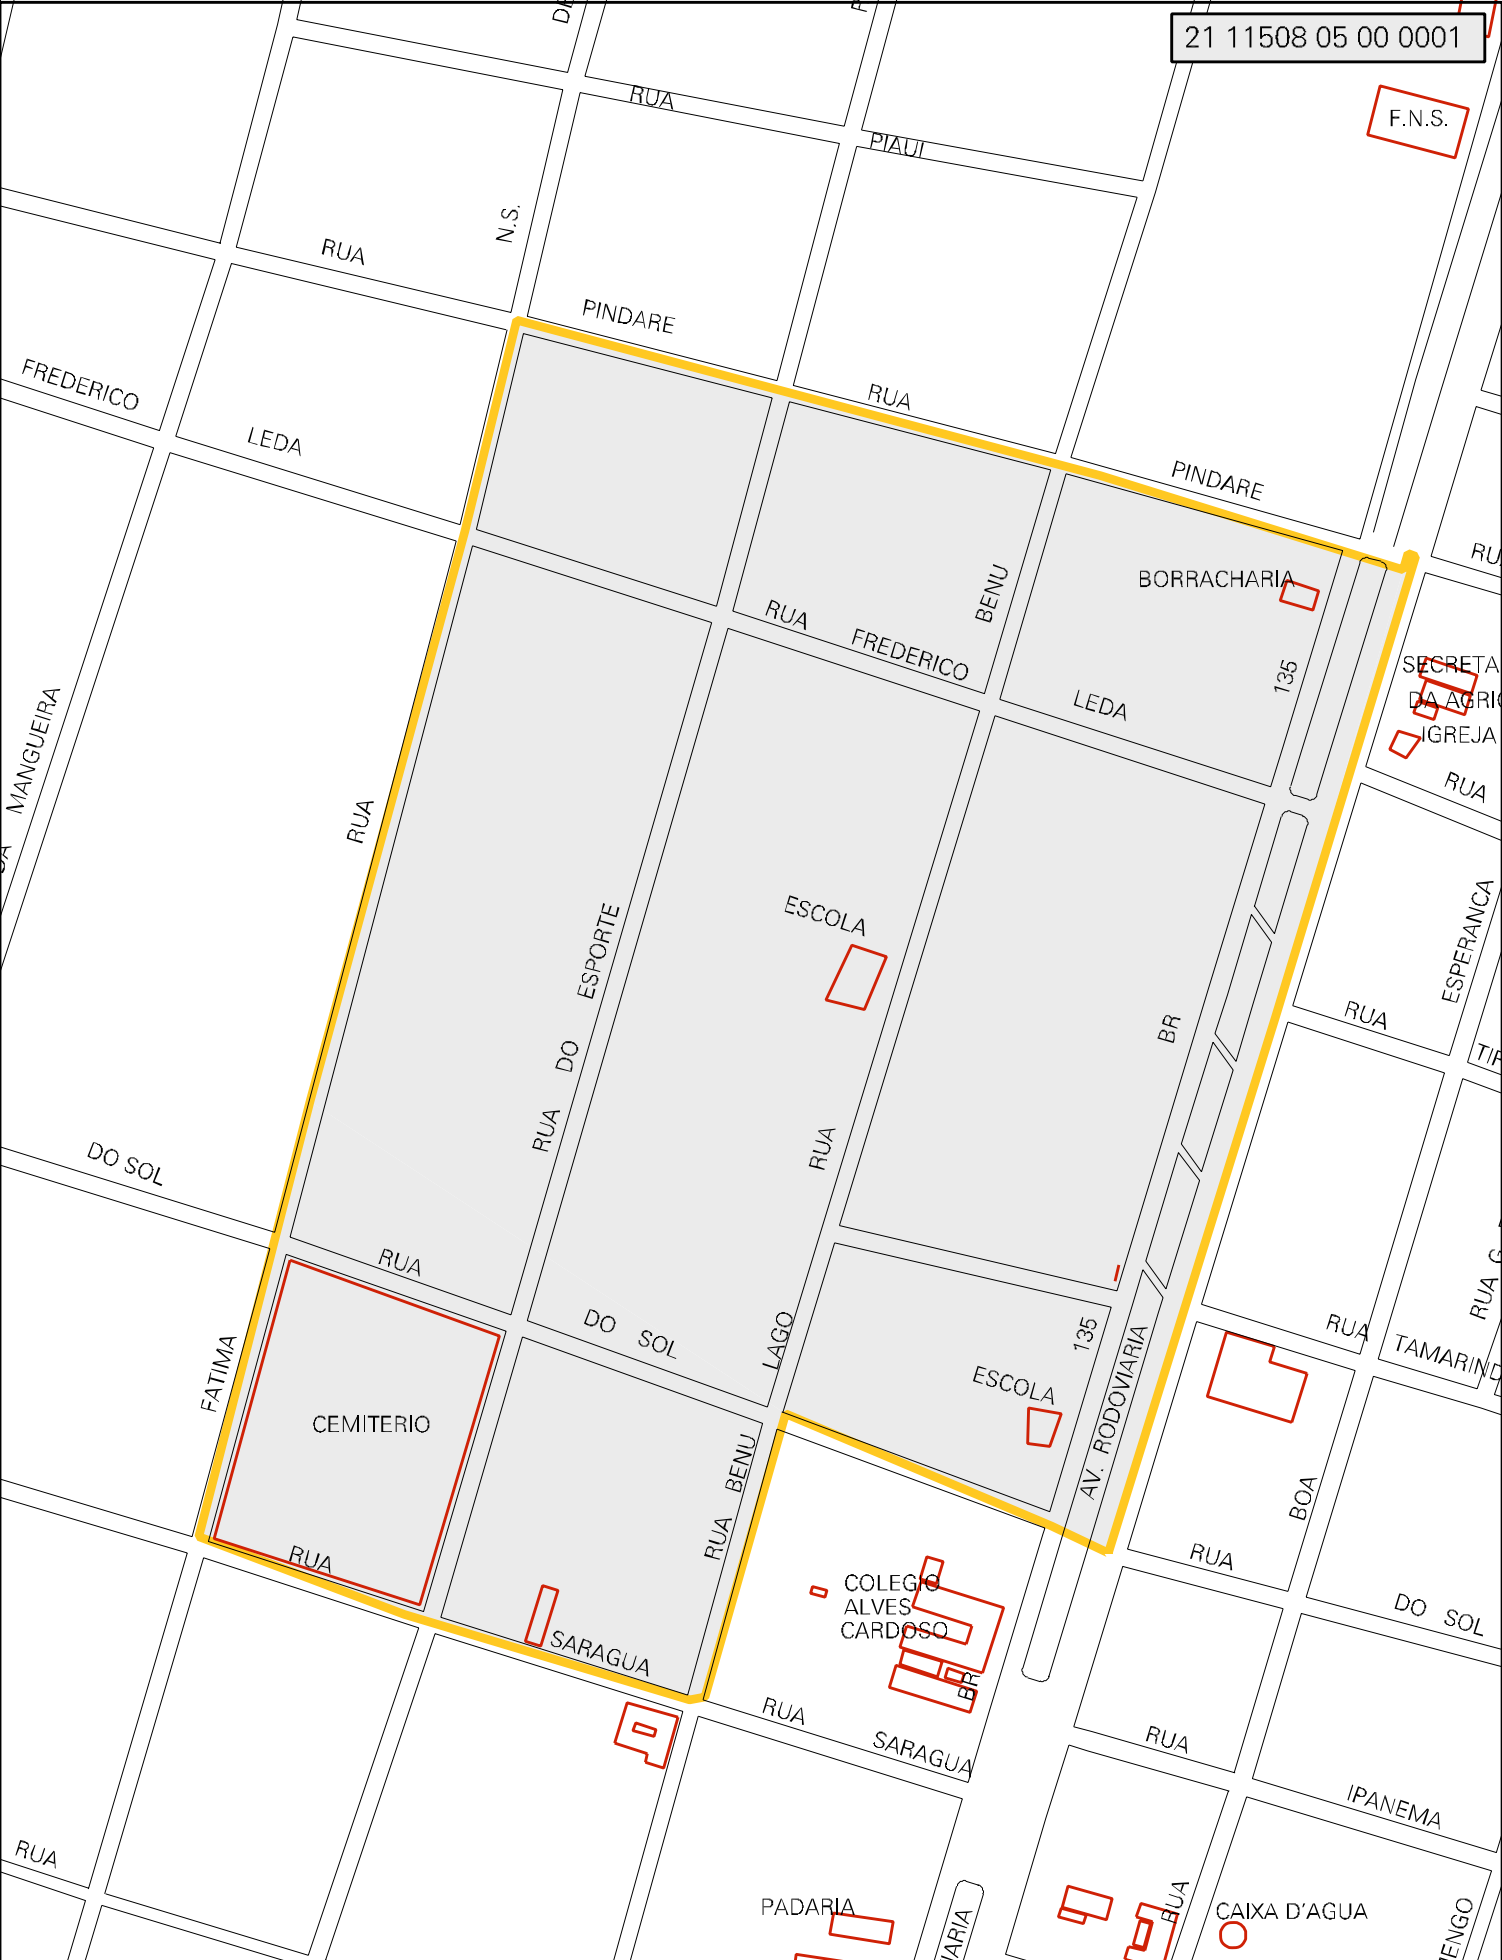 21 11508 05 00 0001
RUA
PIAUI
F.N.S.
N.S.
RUA
PINDARE
RUA
PINDARE
FREDERICO
LEDA
BORRACHARIA
BENU
RUA
FREDERICO
LEDA
135
SECRETA
DA AGRIC
IGREJA
RUA
MANGUEIRA
RUA
ESCOLA
ESPORTE
DO
RUA
ESPERANCA
RUA
BR
TIR
DO SOL
RUA
RUA
DO SOL
LAGO
135
AV. RODOVIARIA
RUA
TAMARIND
RUA G
FATIMA
CEMITERIO
ESCOLA
RUA BENU
BOA
RUA
RUA
SARAGUA
COLEGIO
ALVES
CARDOSO
BR
RUA
SARAGUA
DO SOL
RUA
IPANEMA
RUA
PADARIA
CAIXA D'AGUA